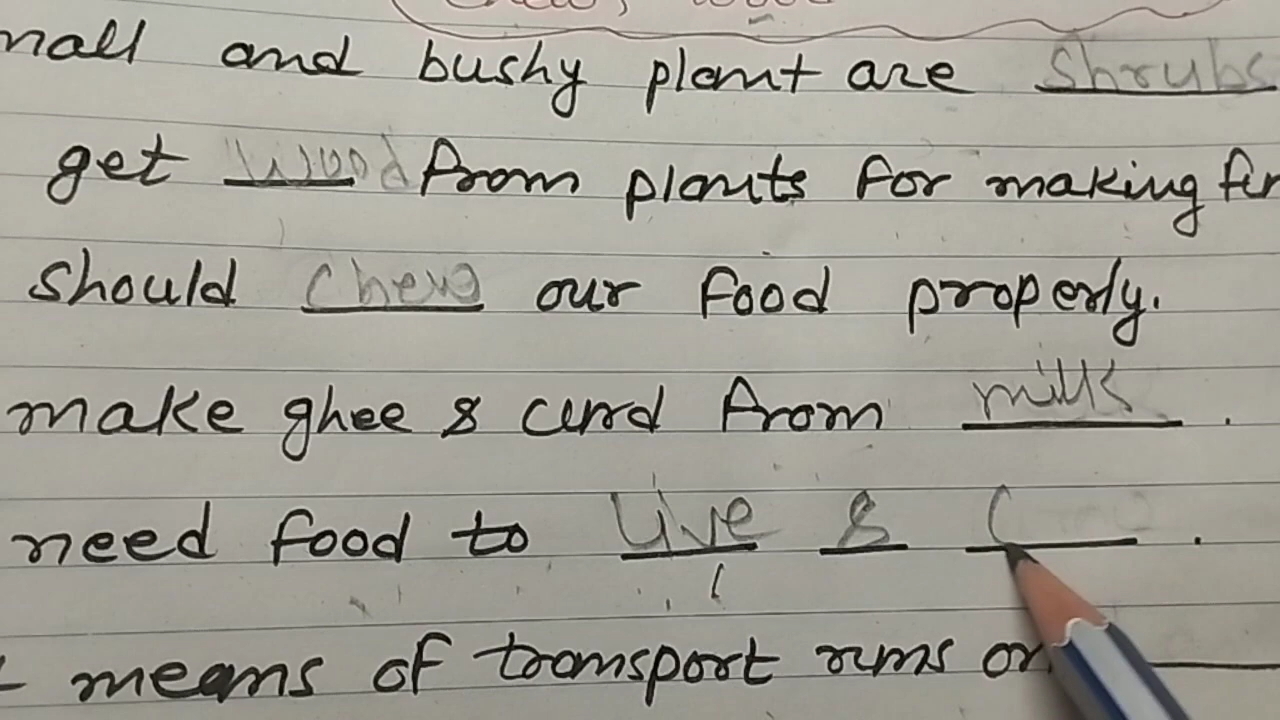 mall and bushy plant are Shrubs
get Wood from plants for making fur
should Chew our food properly.
make ghee & curd from milk.
need food to live &
means of transport runs on